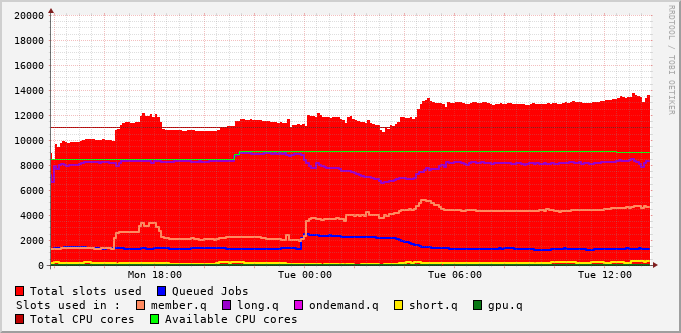 20000
18000
16000
14000
12000
10000
8000
6000
4000
2000
0
Mon 18:00 Tue 00:00 Tue 06:00 Tue 12:00
RRDTOOL / TOBI OETIKER
Total slots used Queued Jobs
Slots used in : member.q long.q ondemand.q short.q gpu.q
Total CPU cores Available CPU cores